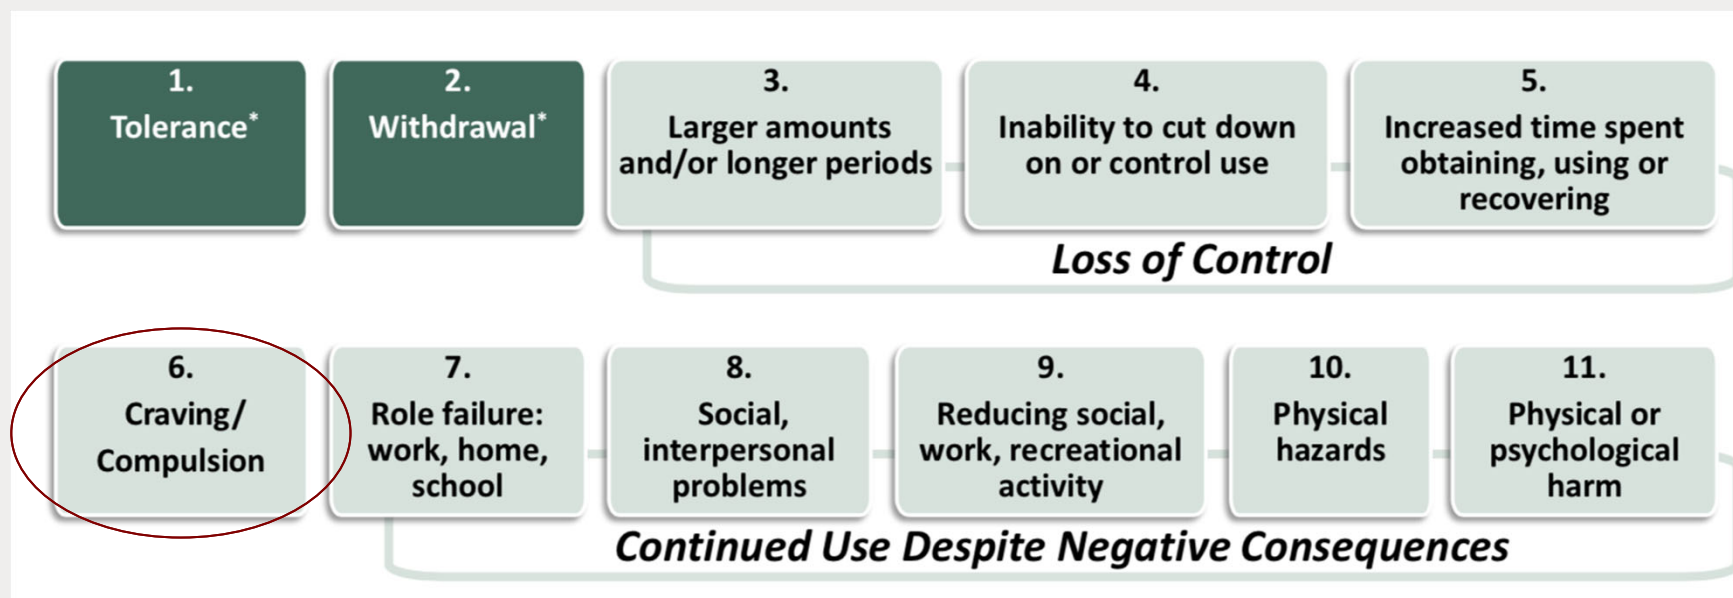 1.
Tolerance*
2.
Withdrawal*
3.
Larger amounts
and/or longer periods
4.
Inability to cut down
on or control use
5.
Increased time spent
obtaining, using or
recovering
Loss of Control
6.
Craving/
Compulsion
7.
Role failure:
work, home,
school
8.
Social,
interpersonal
problems
9.
Reducing social,
work, recreational
activity
10.
Physical
hazards
11.
Physical or
psychological
harm
Continued Use Despite Negative Consequences